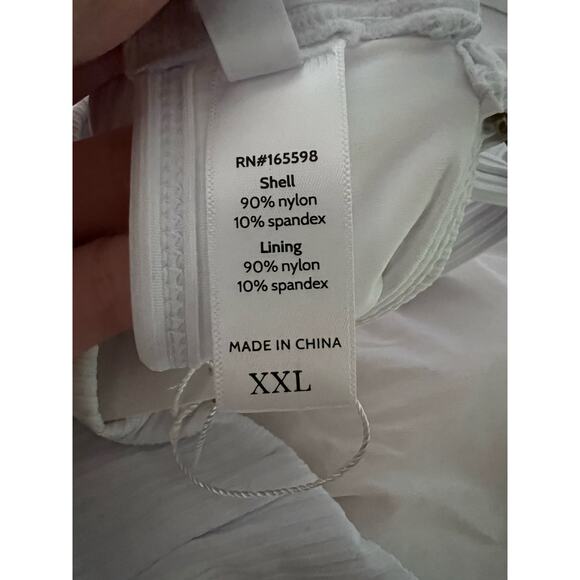 RN#165598
Shell
90% nylon
10% spandex
Lining
90% nylon
10% spandex
MADE IN CHINA
XXL